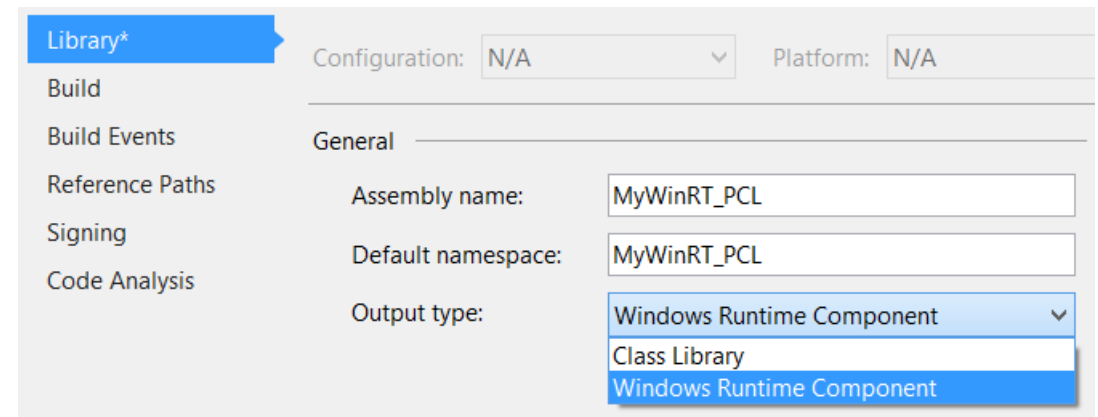 Library*
Build
Build Events
Reference Paths
Signing
Code Analysis
Configuration: N/A Platform: N/A
General
Assembly name: MyWinRT_PCL
Default namespace: MyWinRT_PCL
Output type: Windows Runtime Component
Class Library
Windows Runtime Component